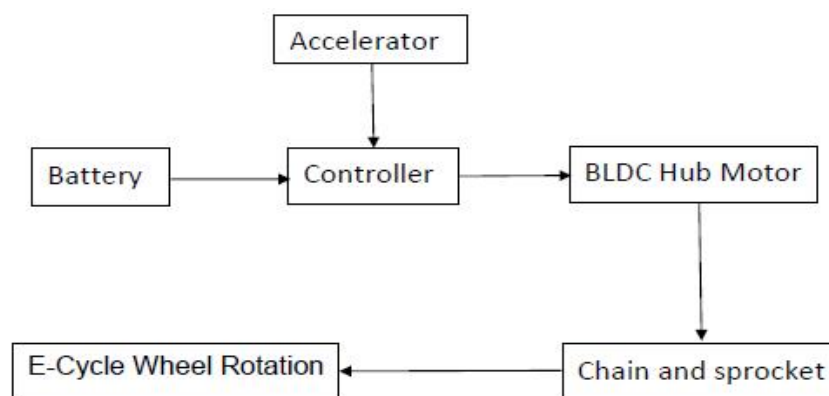 Accelerator
Battery
Controller
BLDC Hub Motor
E-Cycle Wheel Rotation
Chain and sprocket